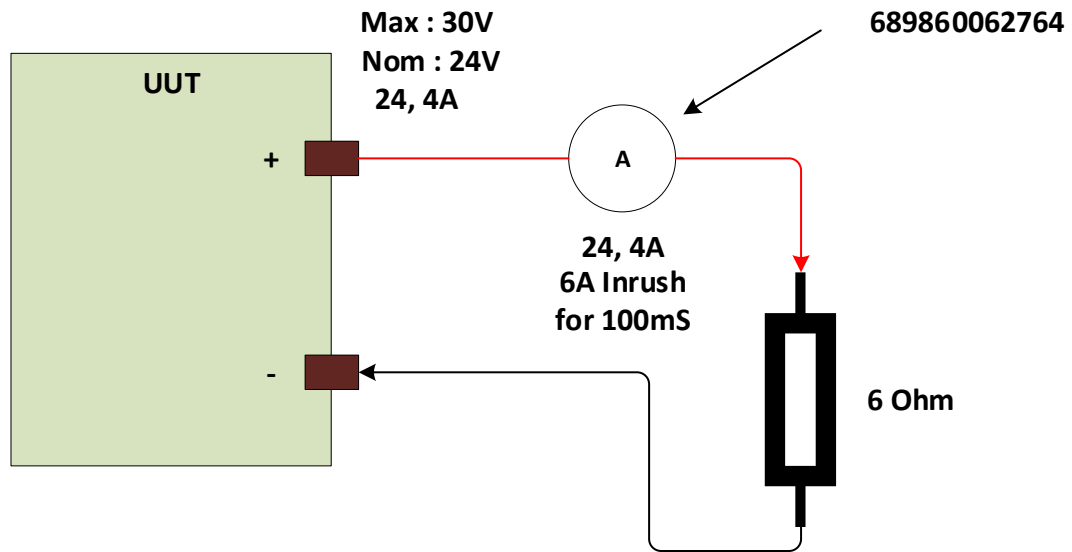 Max : 30V
689860062764
Nom : 24V
UUT
24, 4A
+
A
24, 4A
6A Inrush
for 100mS
-
6 Ohm